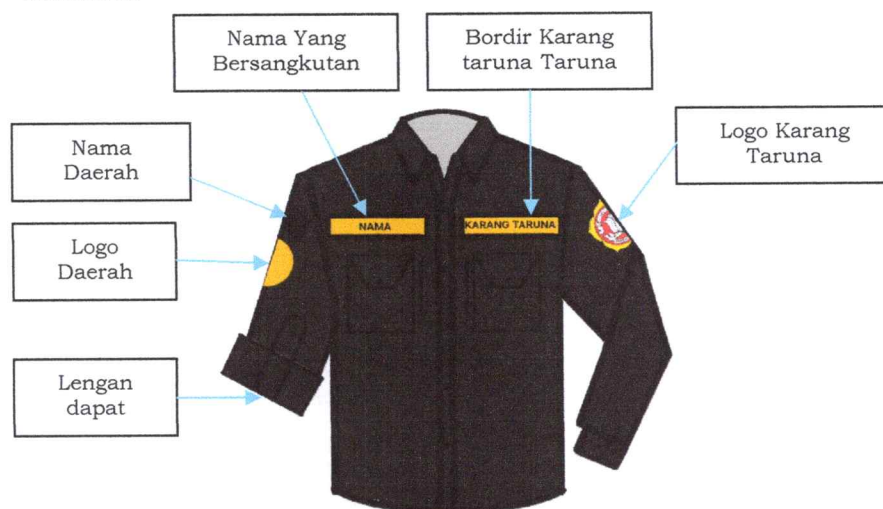 Nama Yang
Bersangkutan
Bordir Karang
taruna Taruna
Logo Karang
Taruna
Nama
Daerah
Logo
Daerah
Lengan
dapat
NAMA
KARANG TARUNA